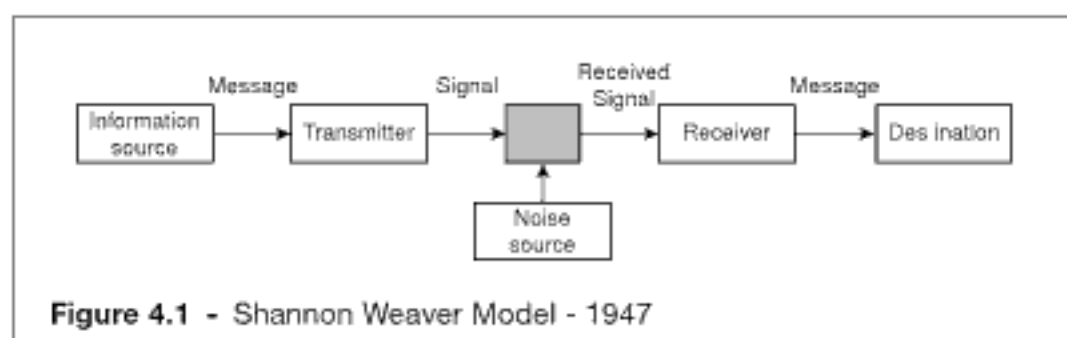 Message
Signal
Received
Signal
Message
Information
source
Transmitter
Receiver
Des ination
Noise
source
Figure 4.1 - Shannon Weaver Model - 1947